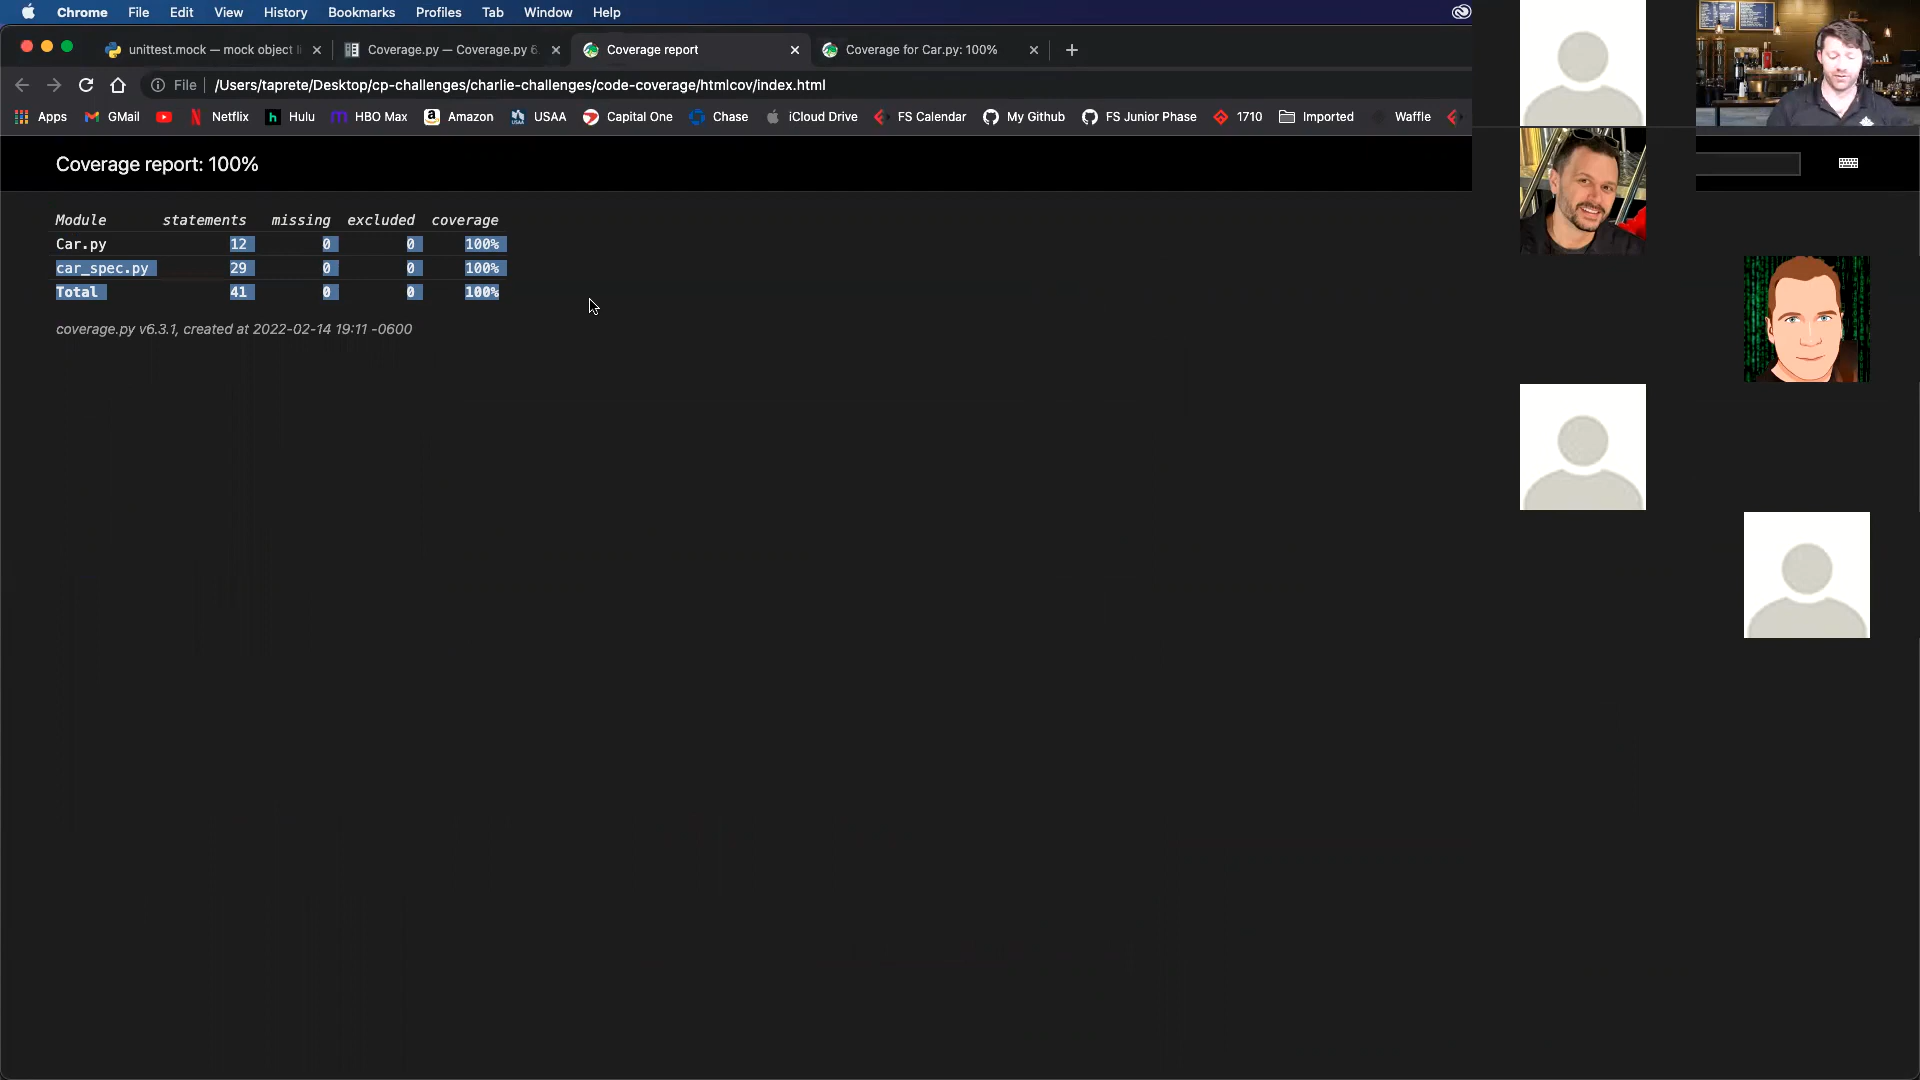 Chrome File Edit View History Bookmarks Profiles Tab Window Help
unittest.mock — mock object li Coverage.py — Coverage.py 6. Coverage report Coverage for Car.py: 100%
File /Users/taprete/Desktop/cp-challenges/charlie-challenges/code-coverage/htmlcov/index.html
Apps GMail Netflix Hulu HBO Max Amazon USAA Capital One Chase iCloud Drive FS Calendar My Github FS Junior Phase 1710 Imported Waffle
Coverage report: 100%
Module statements missing excluded coverage
Car.py 12 0 0 100%
car_spec.py 29 0 0 100%
Total 41 0 0 100%
coverage.py v6.3.1, created at 2022-02-14 19:11 -0600